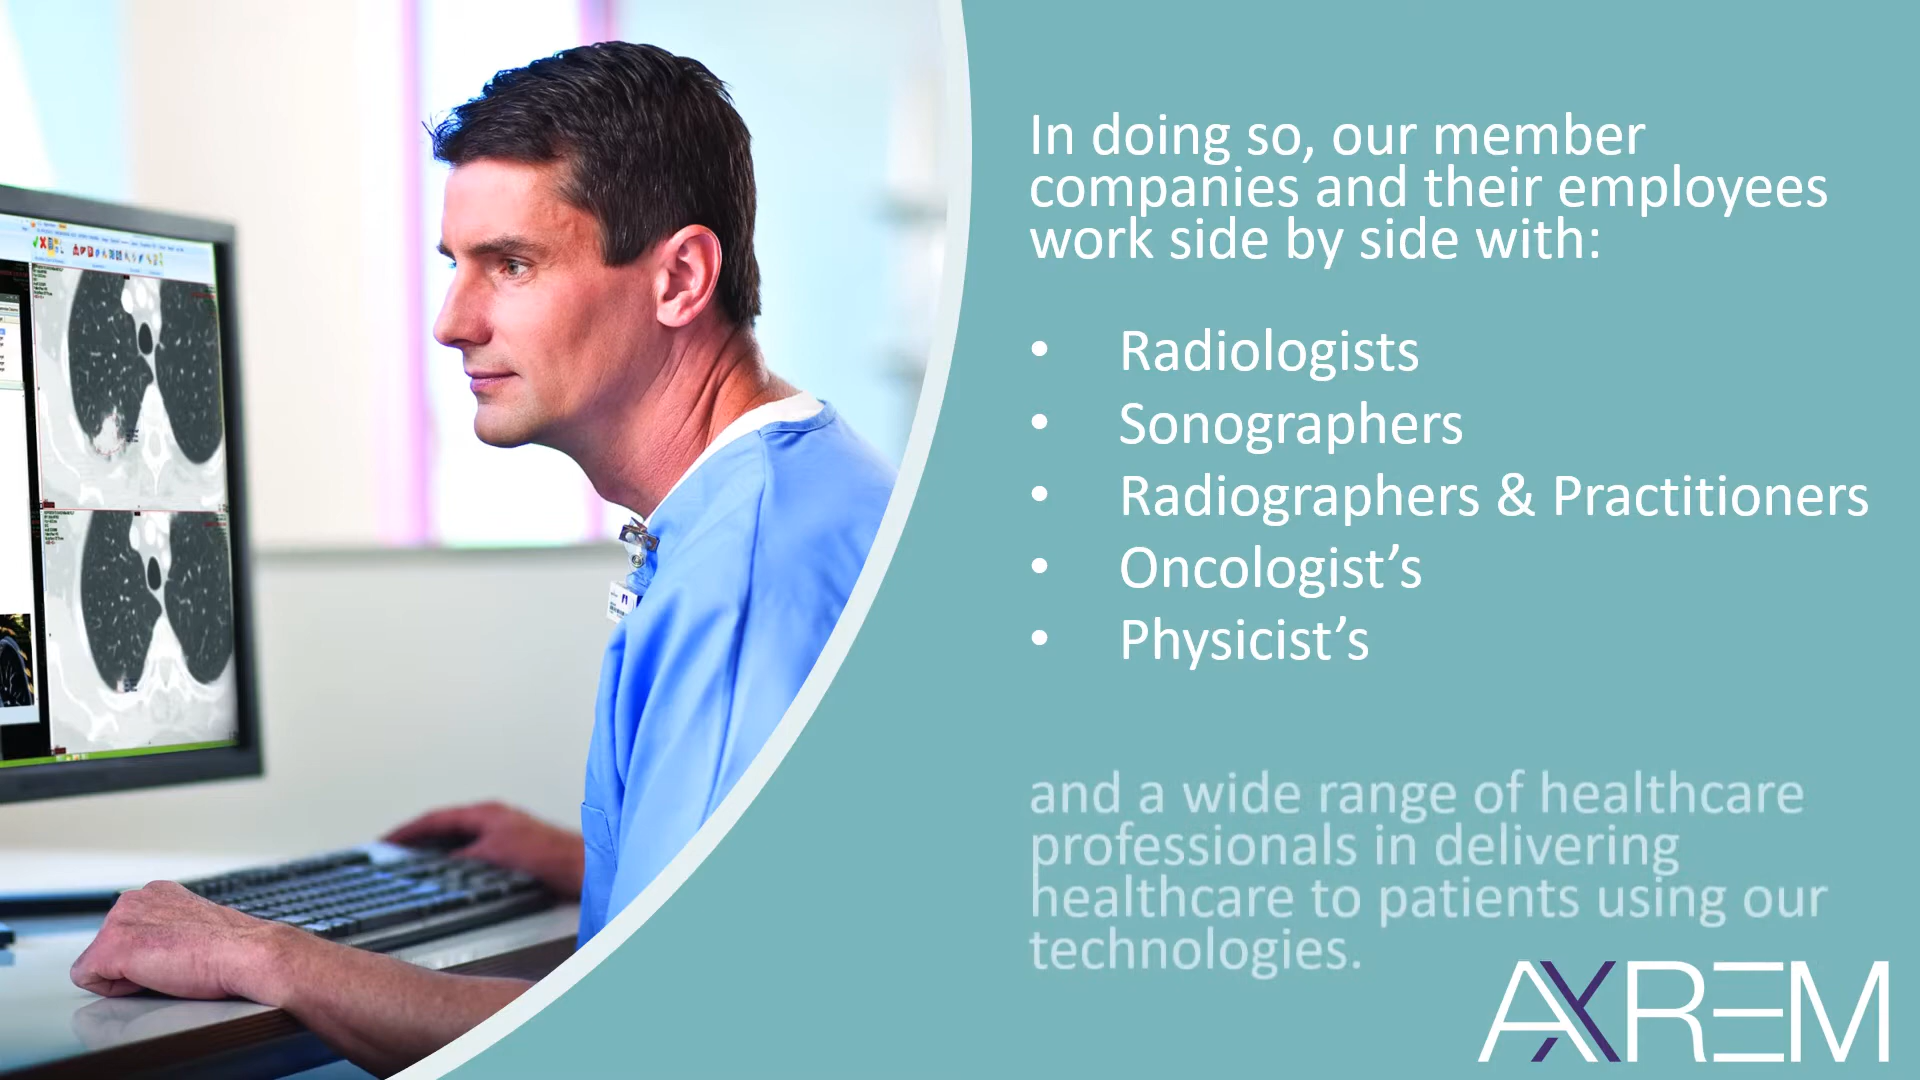 In doing so, our member
companies and their employees
work side by side with:
• Radiologists
• Sonographers
• Radiographers & Practitioners
• Oncologist’s
• Physicist’s
and a wide range of healthcare
professionals in delivering
healthcare to patients using our
technologies.
AXREM